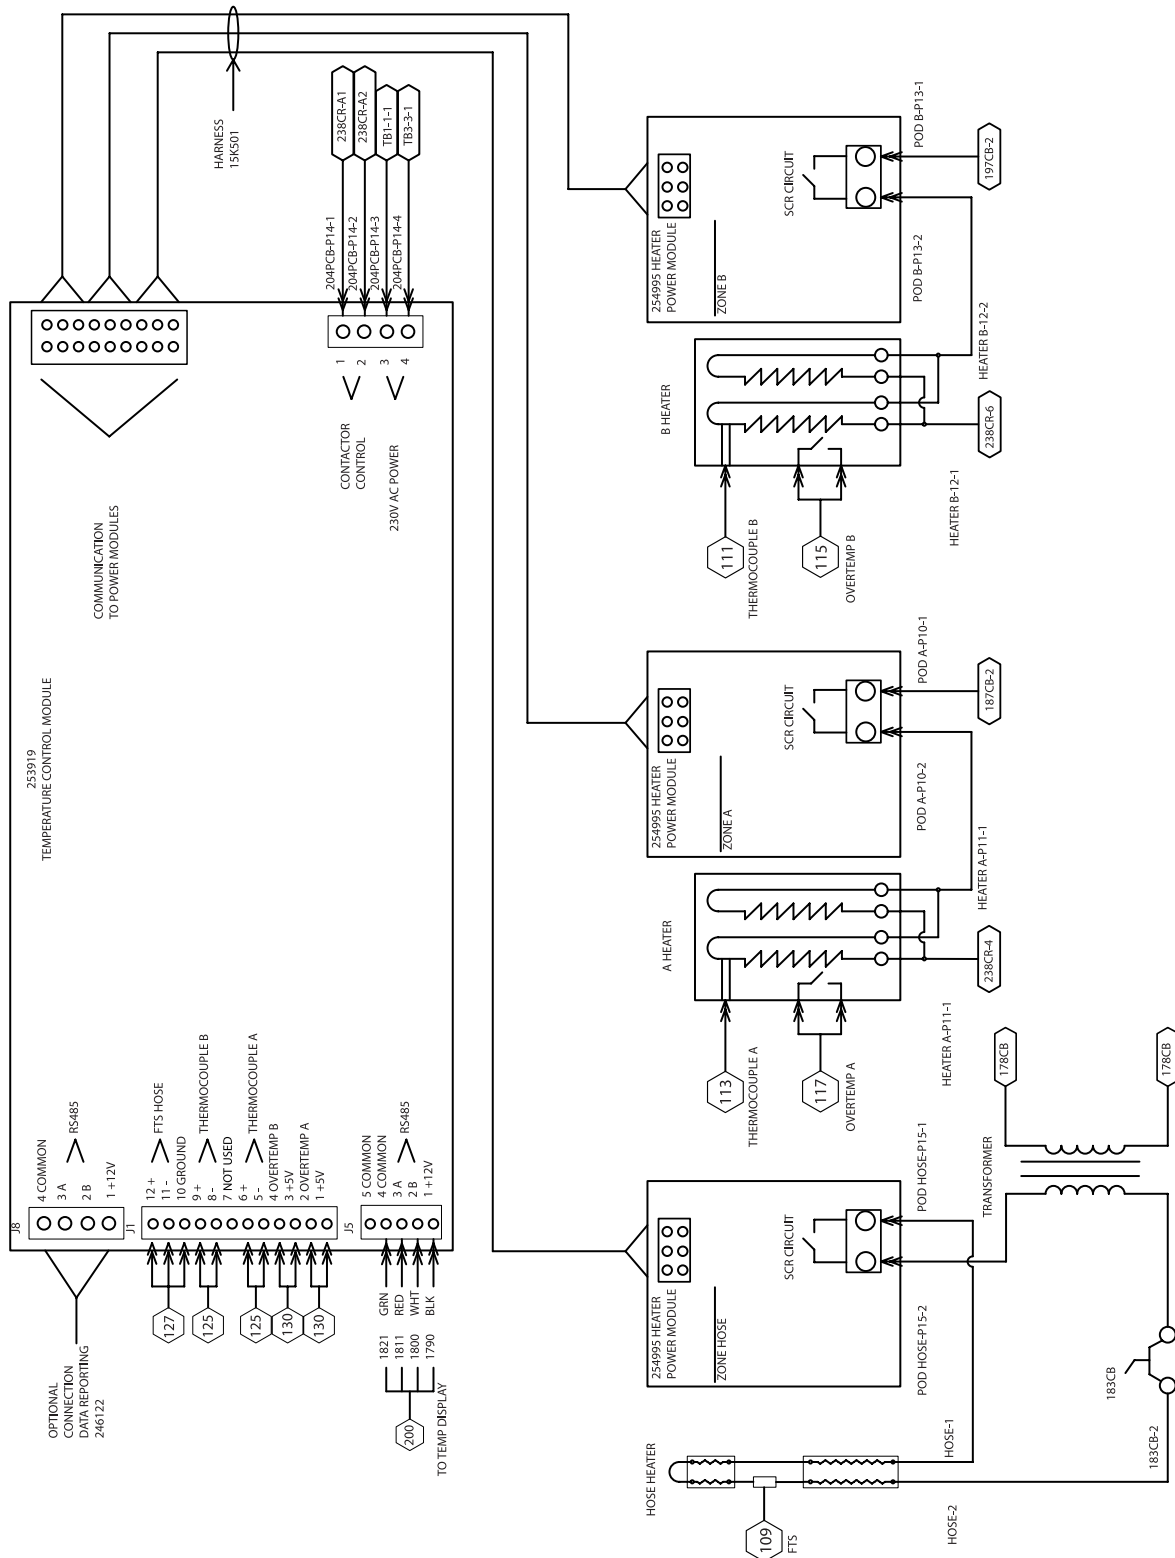 253919
TEMPERATURE CONTROL MODULE
COMMUNICATION
TO POWER MODULES
HARNESS
15K501
J8
4 COMMON
3 A
2 B
1 +12V
RS485
OPTIONAL
CONNECTION
DATA REPORTING
246122
J1
12 +
11 -
10 GROUND
9 +
8 -
7 NOT USED
6 +
5 -
4 OVERTEMP B
3 +5V
2 OVERTEMP A
1 +5V
FTS HOSE
THERMOCOUPLE B
THERMOCOUPLE A
127
125
125
130
130
J5
5 COMMON
4 COMMON
3 A
2 B
1 +12V
RS485
GRN
RED
WHT
BLK
1821
1811
1800
1790
200
TO TEMP DISPLAY
1
2
3
4
CONTACTOR
CONTROL
230V AC POWER
204PCB-P14-1
204PCB-P14-2
204PCB-P14-3
204PCB-P14-4
238CR-A1
238CR-A2
TB1-1-1
TB3-3-1
254995 HEATER
POWER MODULE
ZONE HOSE
SCR CIRCUIT
POD HOSE-P15-2
POD HOSE-P15-1
HOSE HEATER
109
FTS
HOSE-1
HOSE-2
183CB-2
183CB
TRANSFORMER
178CB
178CB
A HEATER
113
THERMOCOUPLE A
117
OVERTEMP A
HEATER A-P11-1
238CR-4
HEATER A-P11-1
254995 HEATER
POWER MODULE
ZONE A
SCR CIRCUIT
POD A-P10-2
POD A-P10-1
187CB-2
B HEATER
111
THERMOCOUPLE B
115
OVERTEMP B
HEATER B-12-1
238CR-6
HEATER B-12-2
254995 HEATER
POWER MODULE
ZONE B
SCR CIRCUIT
POD B-P13-2
POD B-P13-1
197CB-2